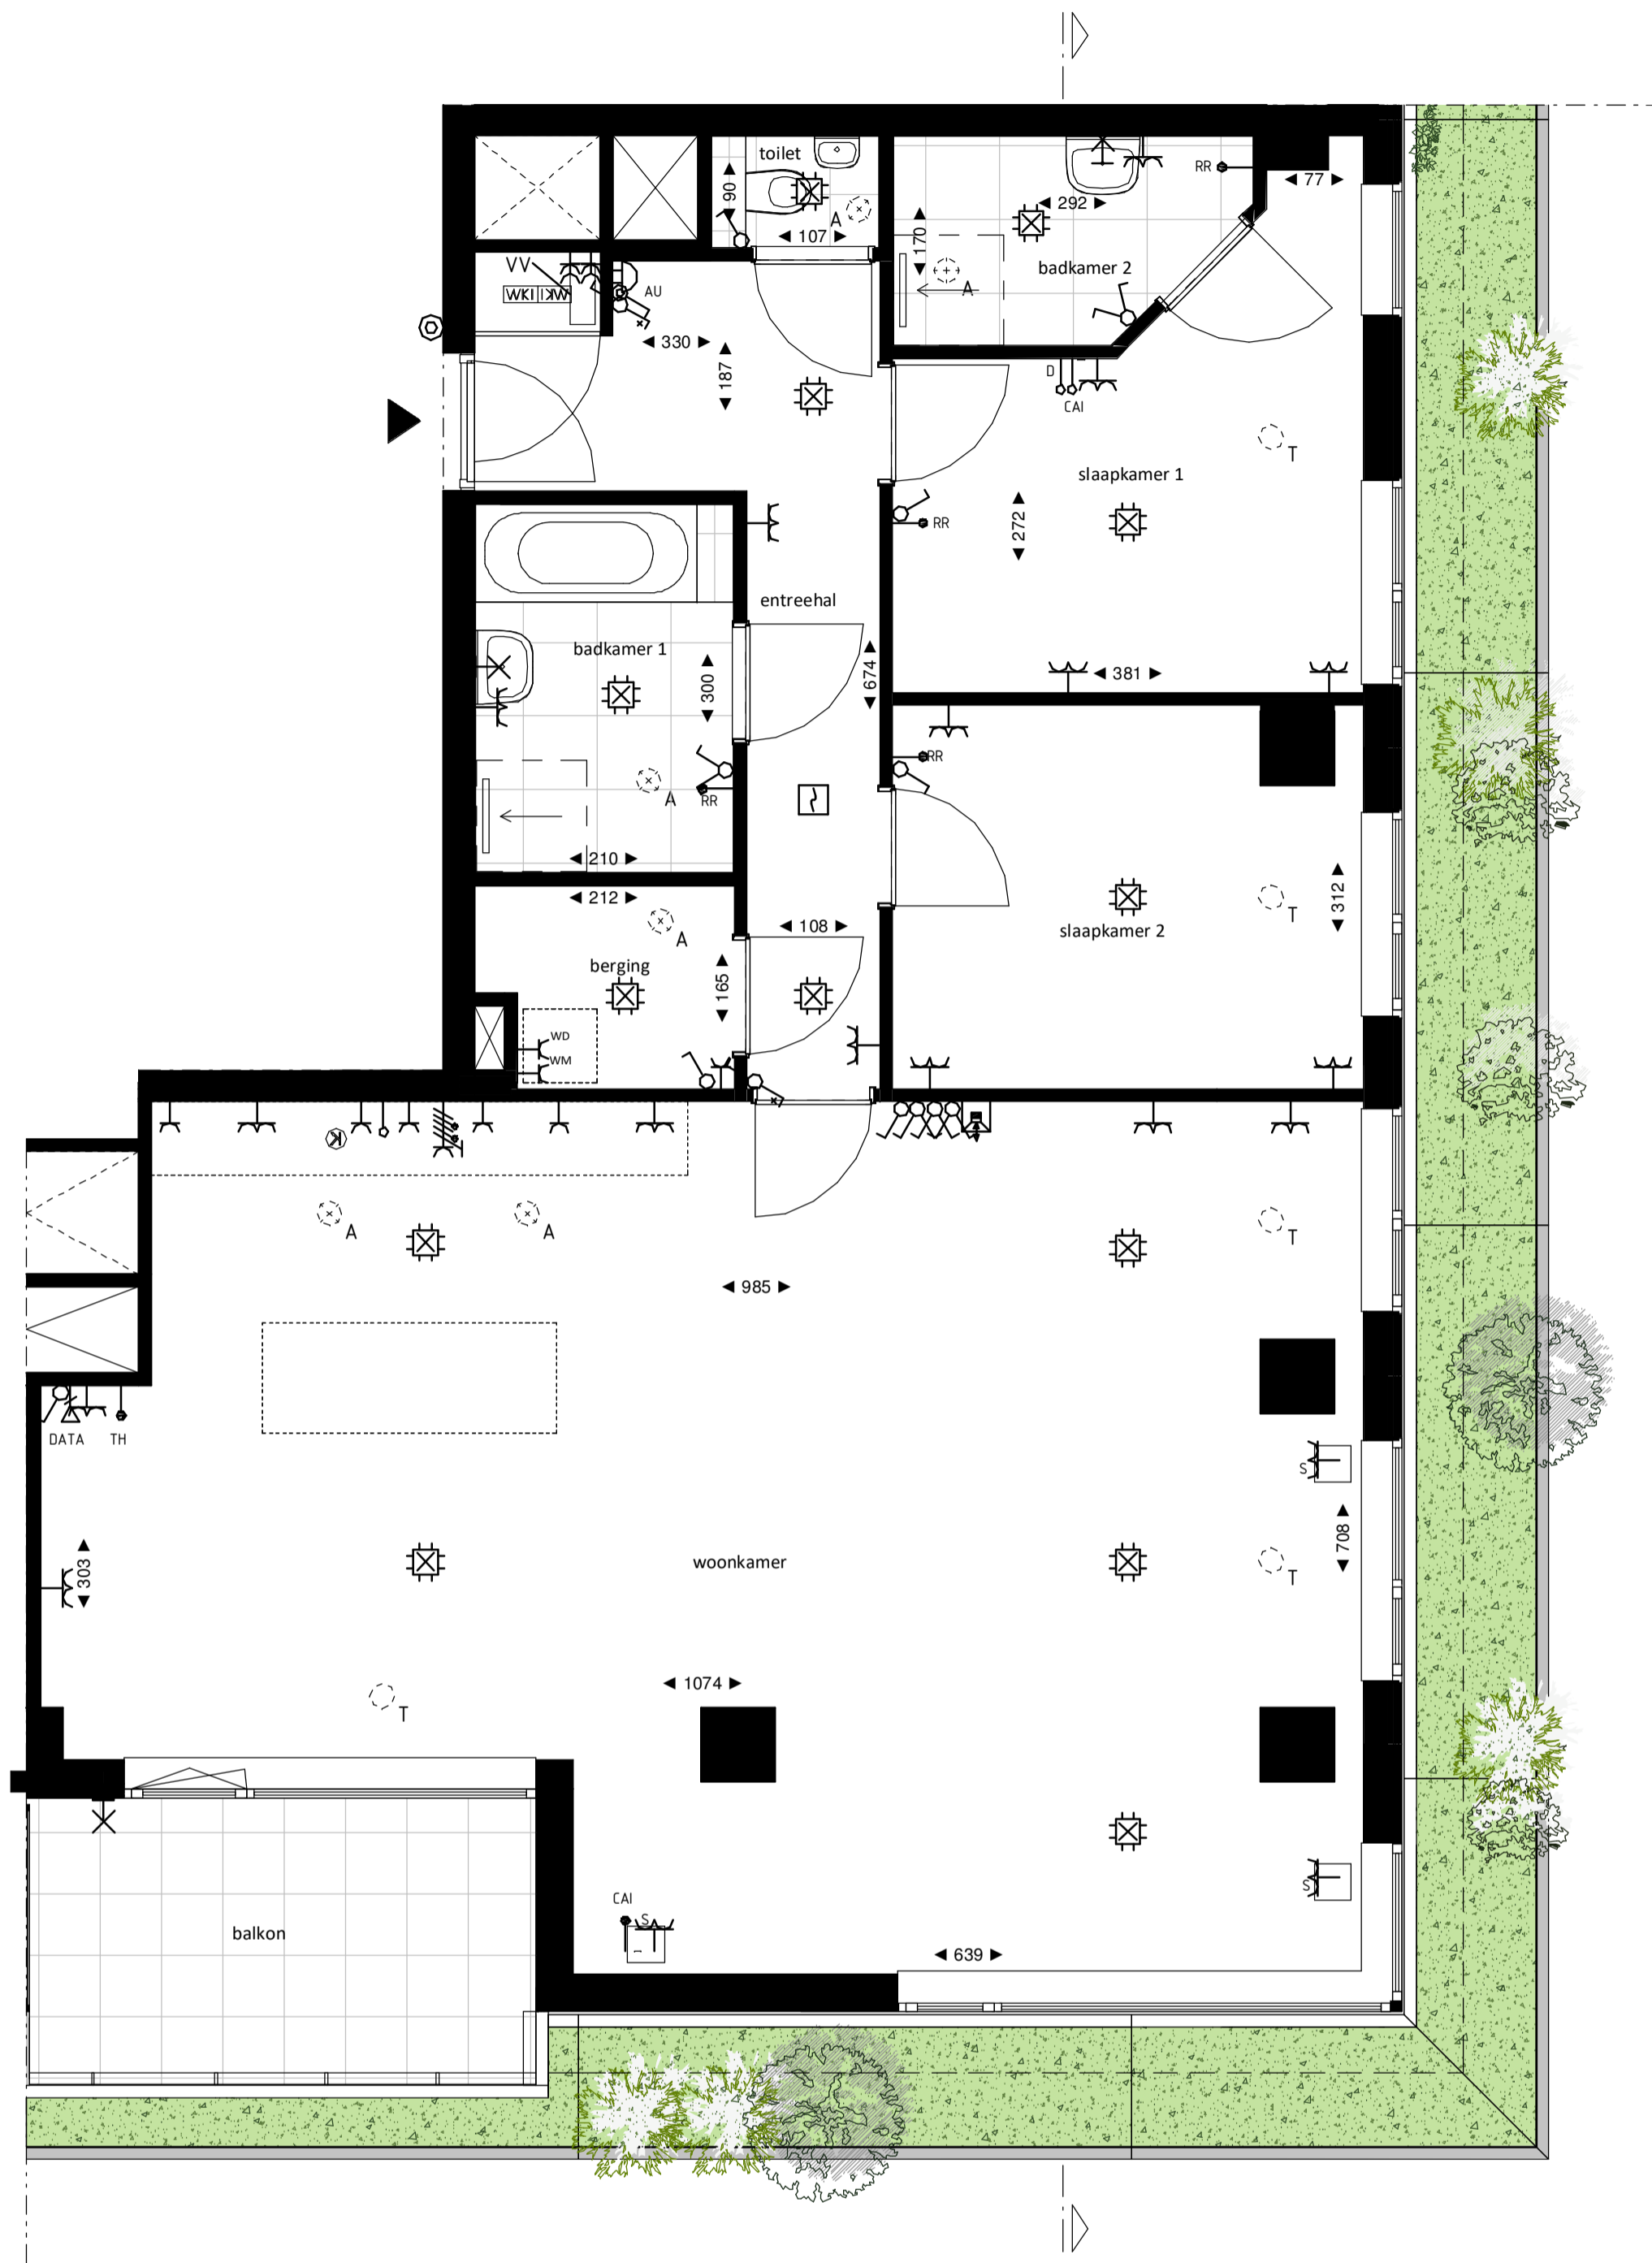 toilet
90
A
107
RR
77
292
170
badkamer 2
A
VV
WKI
WKI
AU
330
187
D
CAI
T
slaapkamer 1
RR
272
entreehal
badkamer 1
300
674
381
RR
A
RR
210
212
108
312
T
slaapkamer 2
A
berging
165
WD
WM
K
A
A
T
985
DATA
TH
S
303
708
woonkamer
T
1074
T
CAI
S
S
balkon
639